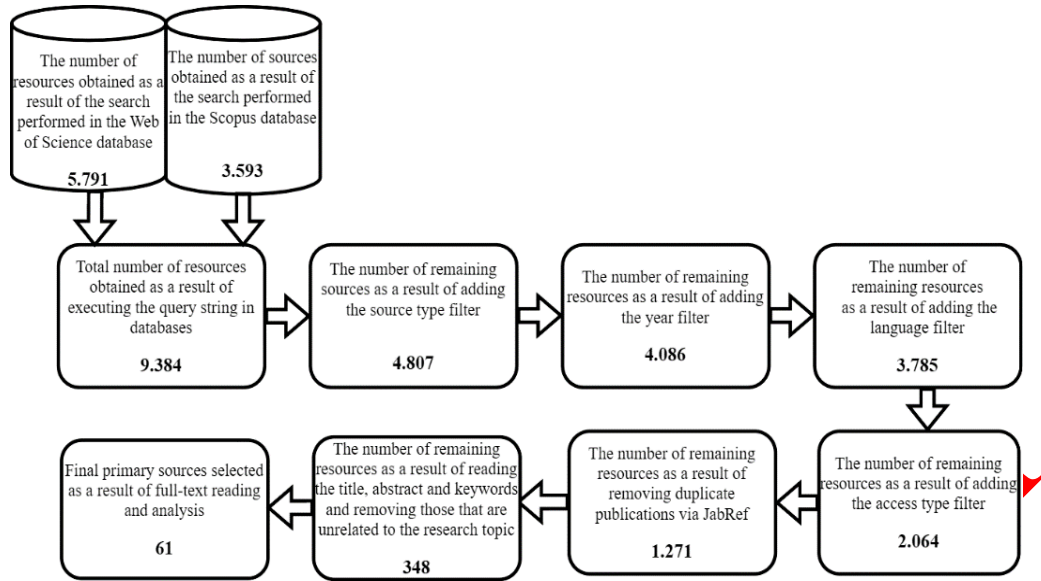 The number of
resources obtained as a
result of the search
performed in the Web
of Science database
5.791
The number of sources
obtained as a result of
the search performed
in the Scopus database
3.593
Total number of resources
obtained as a result of
executing the query string in
databases
9.384
The number of remaining
sources as a result of adding
the source type filter
4.807
The number of remaining
resources as a result of adding
the year filter
4.086
The number of
remaining resources
as a result of adding the
language filter
3.785
The number of remaining
resources as a result of adding
the access type filter
2.064
The number of remaining
resources as a result of
removing duplicate
publications via JabRef
1.271
The number of remaining
resources as a result of reading
the title, abstract and keywords
and removing those that are
unrelated to the research topic
348
Final primary sources selected
as a result of full-text reading
and analysis
61